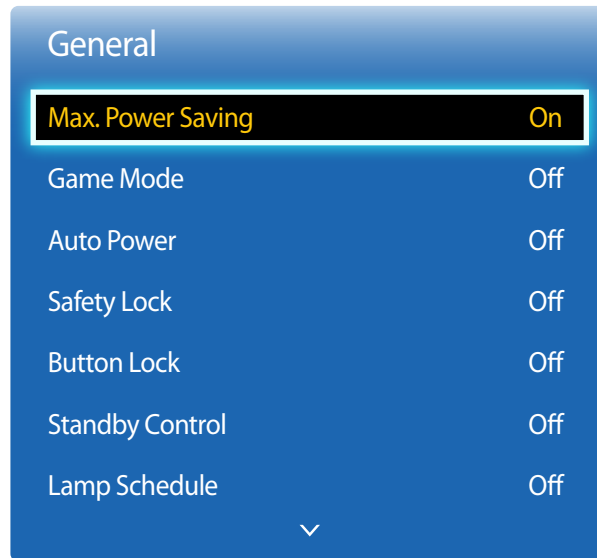 General
Max. Power Saving On
Game Mode Off
Auto Power Off
Safety Lock Off
Button Lock Off
Standby Control Off
Lamp Schedule Off